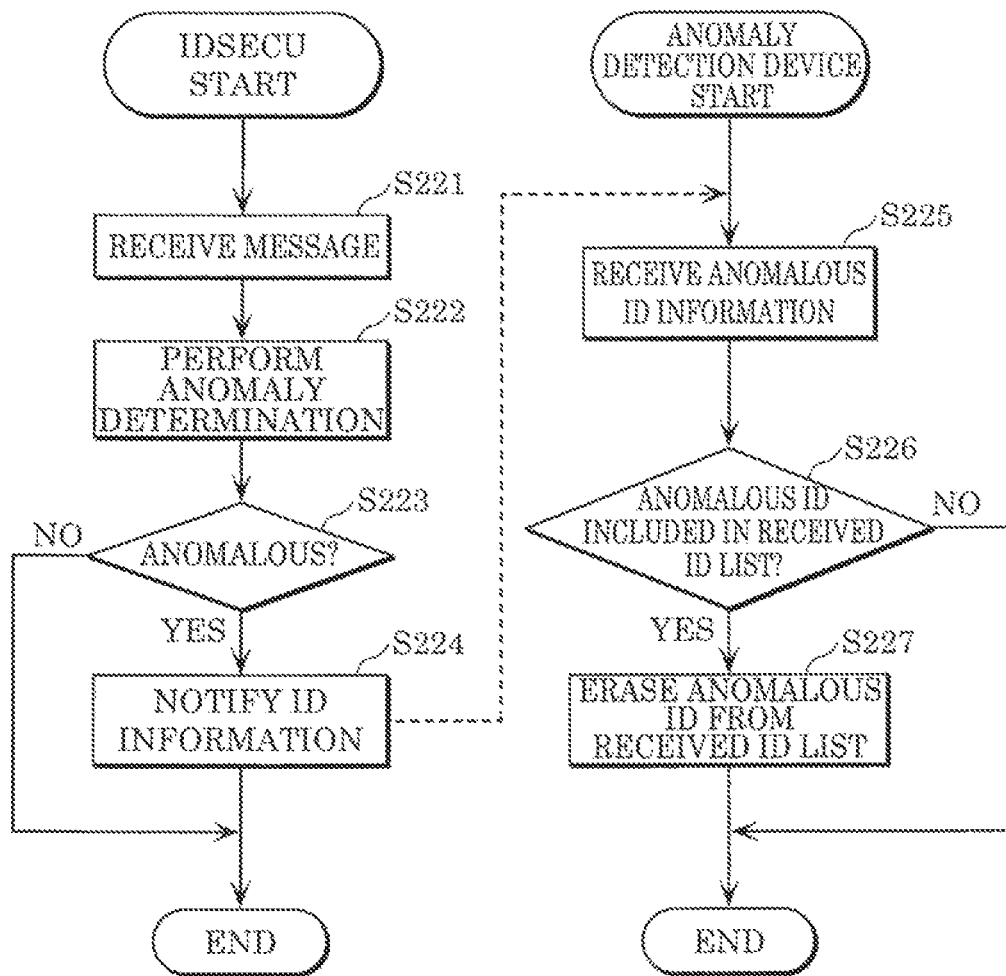 IDSECU
START
S221
RECEIVE MESSAGE
S222
PERFORM
ANOMALY
DETERMINATION
S223
NO
ANOMALOUS?
YES
S224
NOTIFY ID
INFORMATION
END
ANOMALY
DETECTION DEVICE
START
S225
RECEIVE ANOMALOUS
ID INFORMATION
S226
NO
ANOMALOUS ID
INCLUDED IN RECEIVED
ID LIST?
YES
S227
ERASE ANOMALOUS
ID FROM
RECEIVED ID LIST
END